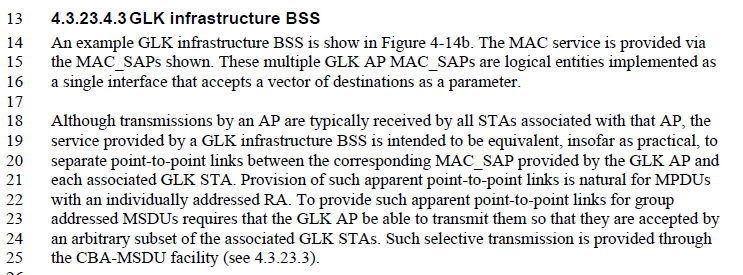 13 4.3.23.4.3 GLK infrastructure BSS
14 An example GLK infrastructure BSS is show in Figure 4-14b. The MAC service is provided via
15 the MAC_SAPs shown. These multiple GLK AP MAC_SAPs are logical entities implemented as
16 a single interface that accepts a vector of destinations as a parameter.
17
18 Although transmissions by an AP are typically received by all STAs associated with that AP, the
19 service provided by a GLK infrastructure BSS is intended to be equivalent, insofar as practical, to
20 separate point-to-point links between the corresponding MAC_SAP provided by the GLK AP and
21 each associated GLK STA. Provision of such apparent point-to-point links is natural for MPDUs
22 with an individually addressed RA. To provide such apparent point-to-point links for group
23 addressed MSDUs requires that the GLK AP be able to transmit them so that they are accepted by
24 an arbitrary subset of the associated GLK STAs. Such selective transmission is provided through
25 the CBA-MSDU facility (see 4.3.23.3).